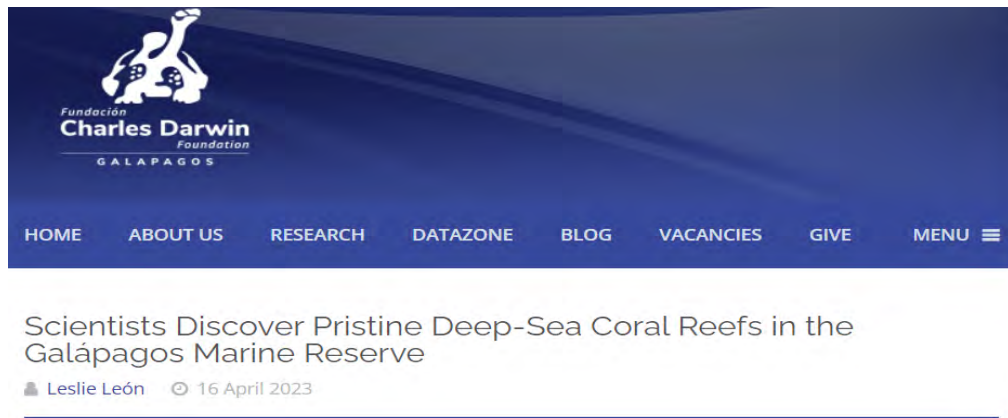 Fundación
Charles Darwin
Foundation
GALAPAGOS
HOME ABOUT US RESEARCH DATAZONE BLOG VACANCIES GIVE MENU
Scientists Discover Pristine Deep-Sea Coral Reefs in the
Galápagos Marine Reserve
Leslie León 16 April 2023